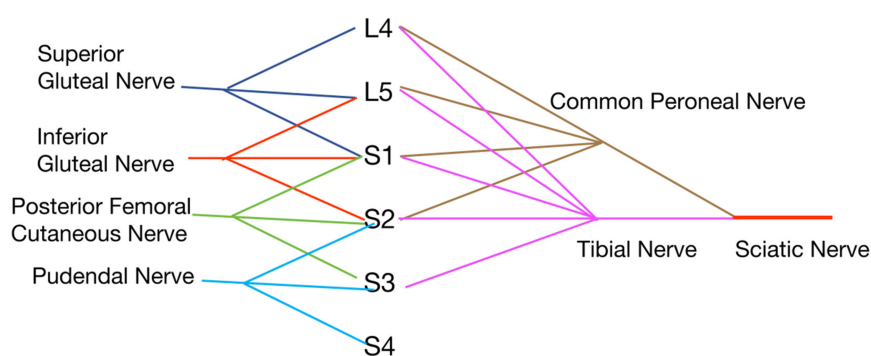 Superior
Gluteal Nerve
Inferior
Gluteal Nerve
Posterior Femoral
Cutaneous Nerve
Pudendal Nerve
L4
L5
S1
S2
S3
S4
Common Peroneal Nerve
Tibial Nerve
Sciatic Nerve